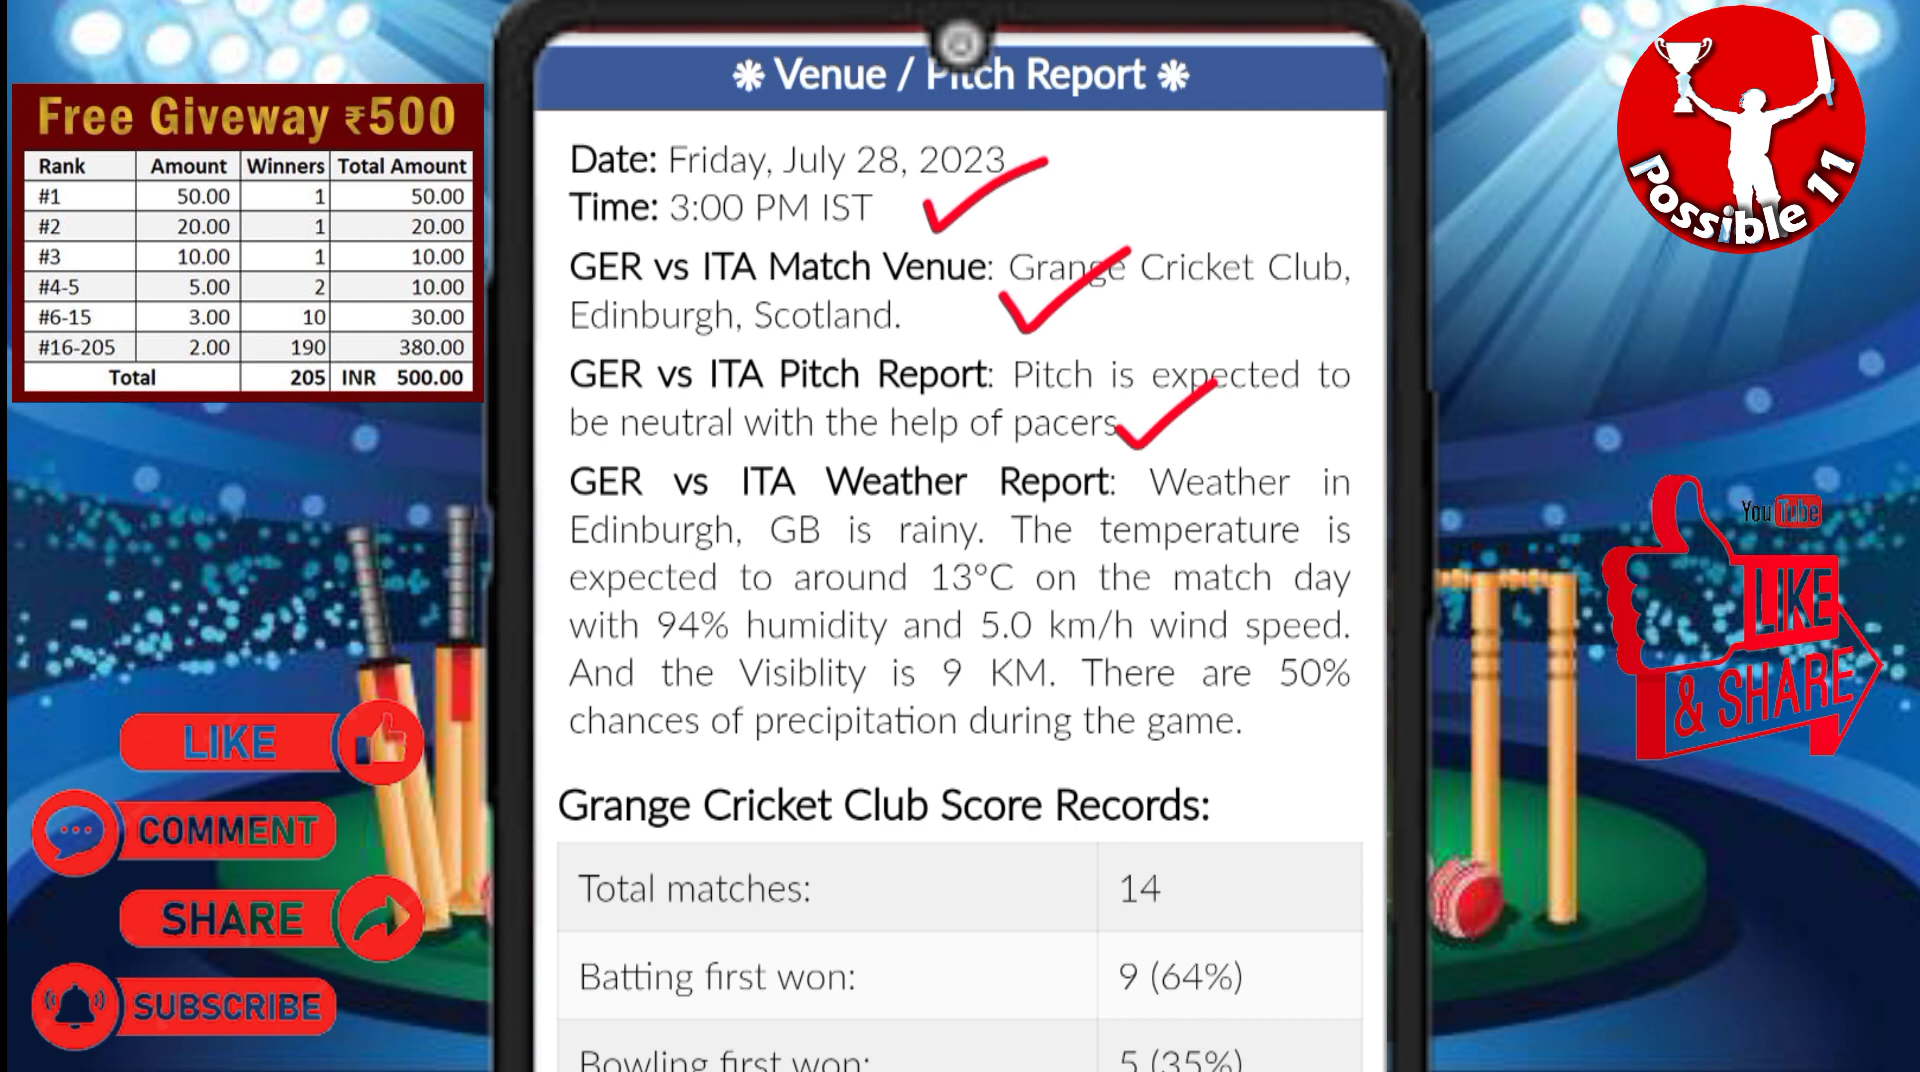 Free Giveway ₹500
Rank Amount Winners Total Amount
#1 50.00 1 50.00
#2 20.00 1 20.00
#3 10.00 1 10.00
#4-5 5.00 2 10.00
#6-15 3.00 10 30.00
#16-205 2.00 190 380.00
Total 205 INR 500.00
LIKE
COMMENT
SHARE
SUBSCRIBE
Venue / Pitch Report
Date: Friday, July 28, 2023
Time: 3:00 PM IST
GER vs ITA Match Venue: Grange Cricket Club,
Edinburgh, Scotland.
GER vs ITA Pitch Report: Pitch is expected to
be neutral with the help of pacers
GER vs ITA Weather Report: Weather in
Edinburgh, GB is rainy. The temperature is
expected to around 13°C on the match day
with 94% humidity and 5.0 km/h wind speed.
And the Visiblity is 9 KM. There are 50%
chances of precipitation during the game.
Grange Cricket Club Score Records:
Total matches: 14
Batting first won: 9 (64%)
Bowling first won: 5 (35%)
Possible 11
YouTube
LIKE
& SHARE